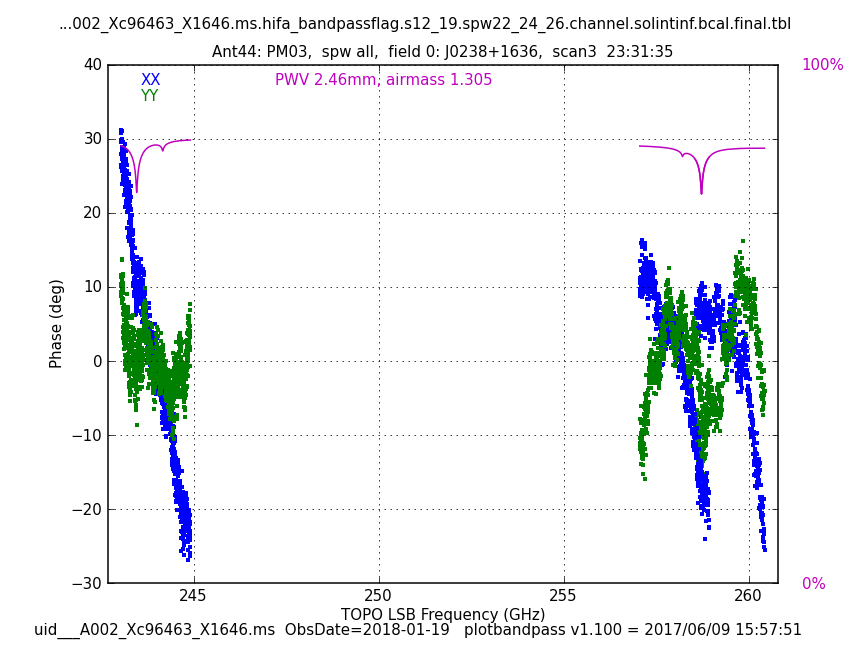 ...002_Xc96463_X1646.ms.hifa_bandpassflag.s12_19.spw22_24_26.channel.solintinf.bcal.final.tbl
Ant44: PM03,  spw all,  field 0: J0238+1636,  scan3  23:31:35
40
XX
PWV 2.46mm, airmass 1.305
100%
YY
30
20
10
0
−10
−20
−30
0%
Phase (deg)
245
250
255
260
TOPO LSB Frequency (GHz)
uid___A002_Xc96463_X1646.ms  ObsDate=2018-01-19   plotbandpass v1.100 = 2017/06/09 15:57:51